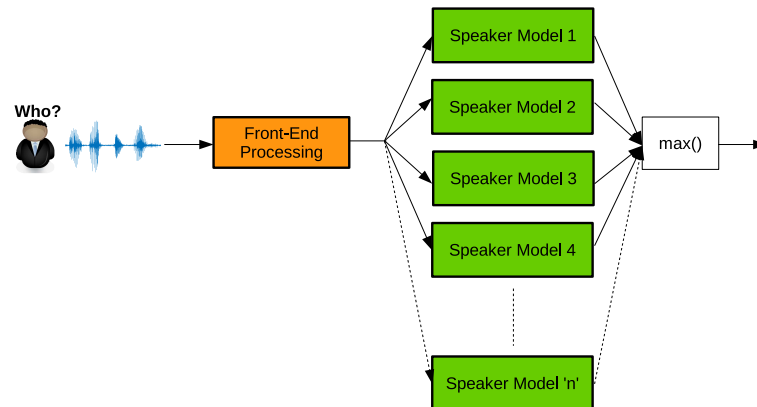 Who?
Front-End
Processing
Speaker Model 1
Speaker Model 2
Speaker Model 3
Speaker Model 4
Speaker Model 'n'
max()